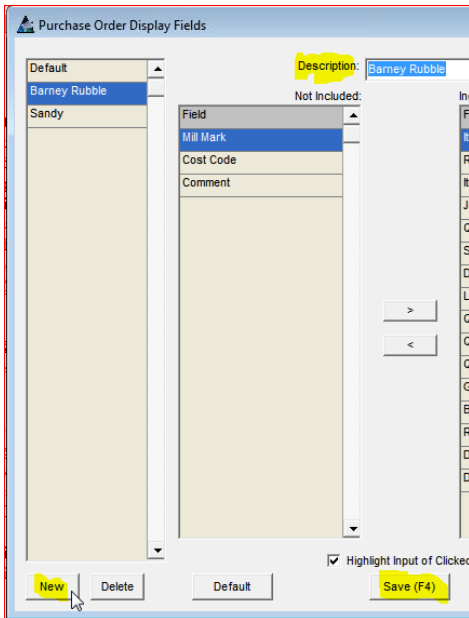 Purchase Order Display Fields
Default
Barney Rubble
Sandy
Description:
Barney Rubble
Not Included:
Field
Mill Mark
Cost Code
Comment
>
<
Highlight Input of Clicked
New
Delete
Default
Save (F4)